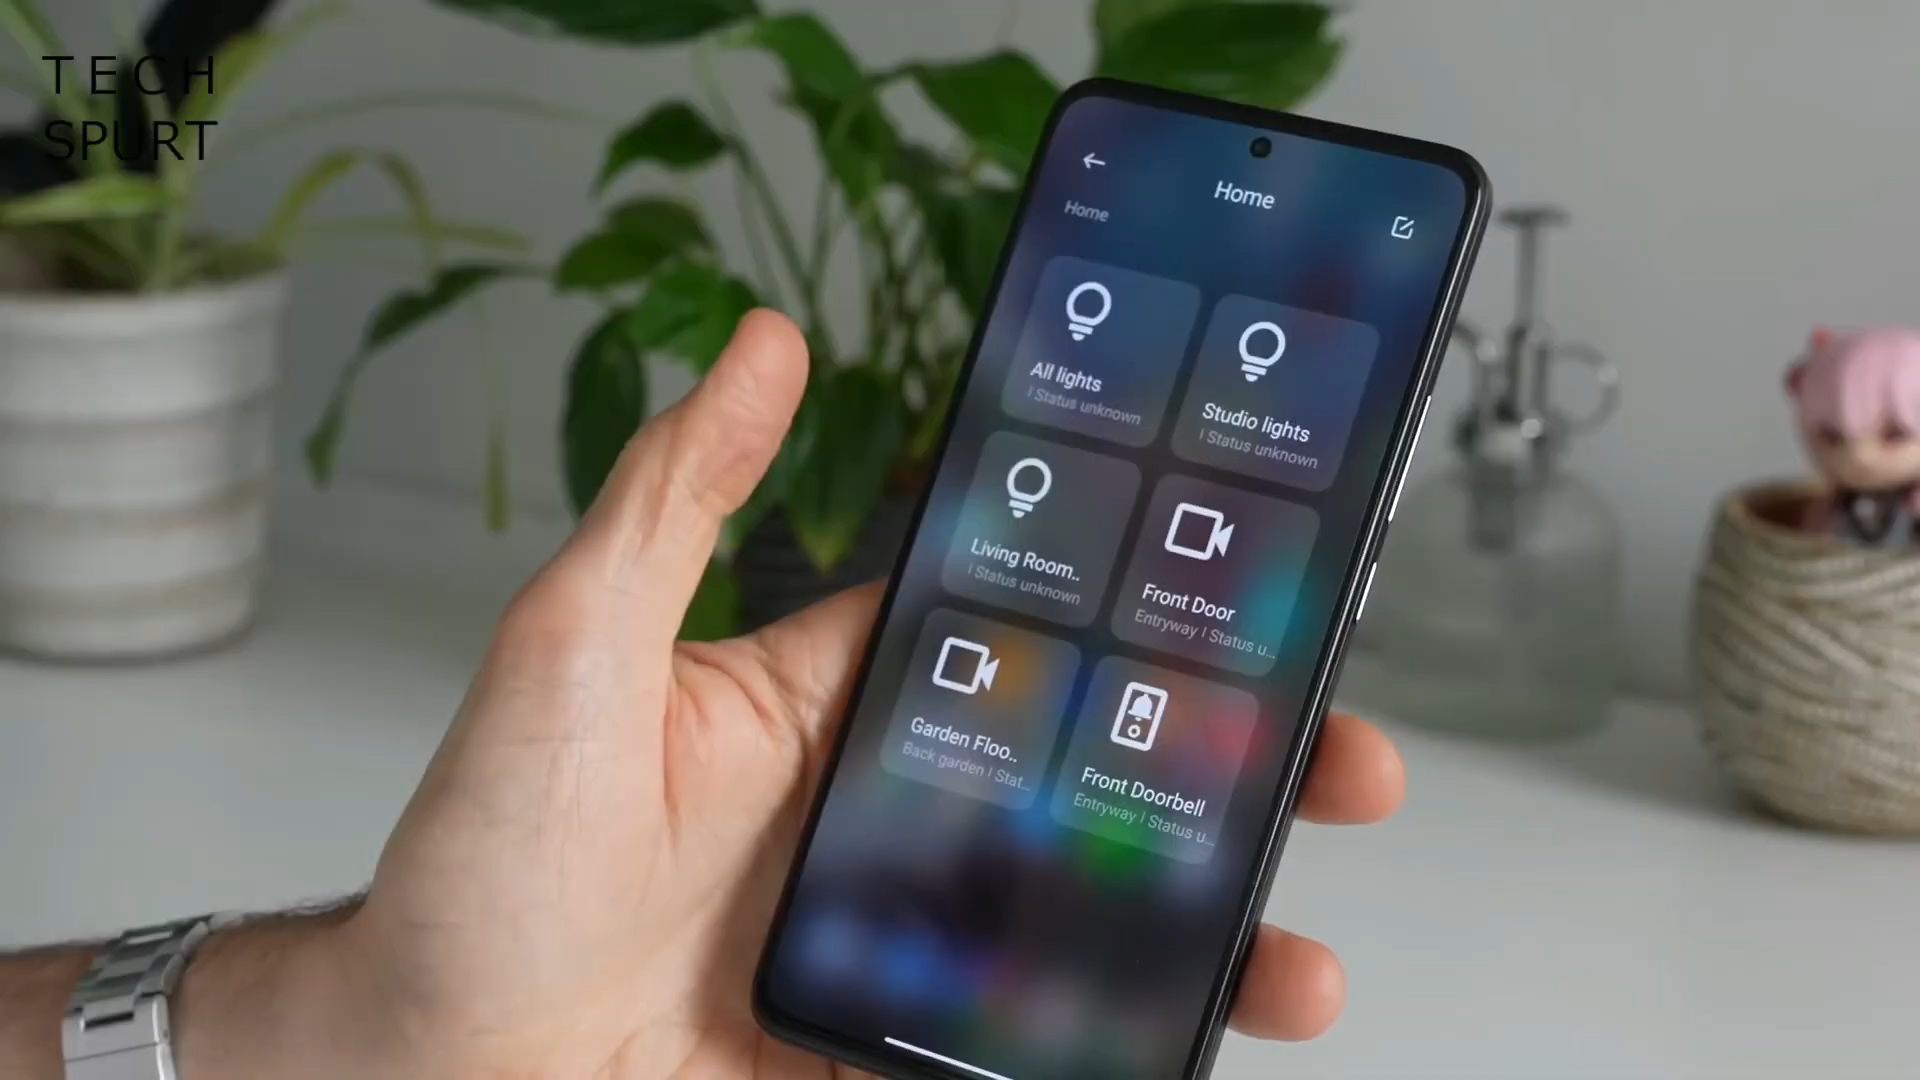 TECH
SPURT
Home
Home
All lights
| Status unknown
Studio lights
| Status unknown
Living Room..
| Status unknown
Front Door
Entryway | Status u...
Garden Floo..
Back garden | Stat...
Front Doorbell
Entryway | Status u...